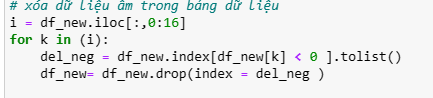 # xóa dữ liệu âm trong bảng dữ liệu
i = df_new.iloc[:,0:16]
for k in (i):
    del_neg = df_new.index[df_new[k] < 0 ].tolist()
    df_new= df_new.drop(index = del_neg )